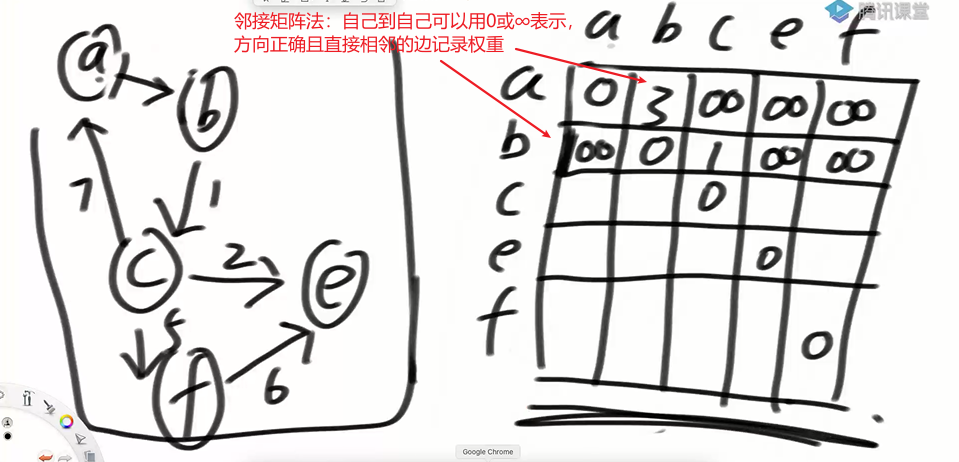 邻接矩阵法：自己到自己可以用0或∞表示，
方向正确且直接相邻的边记录权重
腾讯课堂
a b c e f
a 0 3 ∞ ∞ ∞
b ∞ 0 1 ∞ ∞
c 0
e 0
f 0
a
b
7 1
c 2 e
5
f 6
Google Chrome